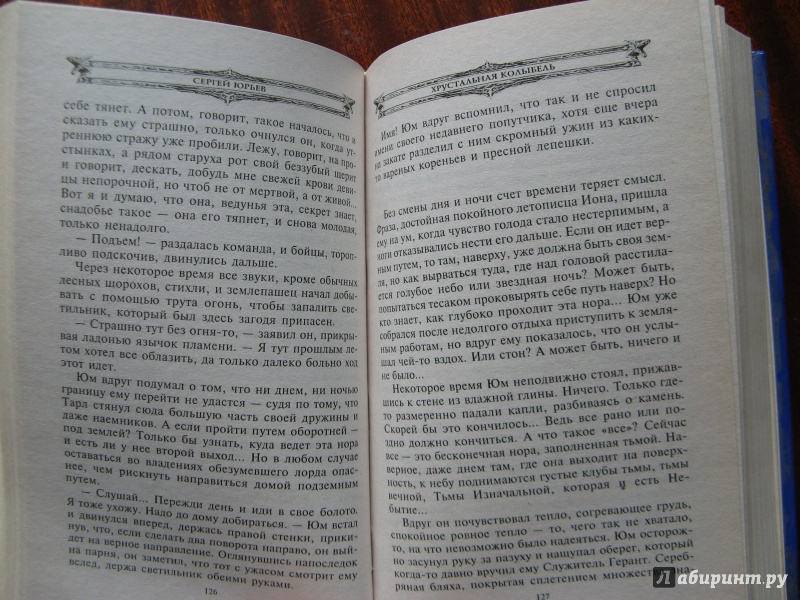 СЕРГЕЙ ЮРЬЕВ
себе тянет. А потом, говорит, такое началось, что и
сказать ему страшно, только очнулся он, когда ут-
реннюю стражу уже пробили. Лежу, говорит, на про-
стынках, а рядом старуха рот свой беззубый щерит
и говорит, дескать, добудь мне свежей крови деви-
цы непорочной, но чтоб не от мертвой, а от живой...
Вот я и думаю, что она, ведунья эта, секрет знает,
снадобье такое — она его тяпнет, и снова молодая,
только ненадолго.
— Подъем! — раздалась команда, и бойцы, тороп-
ливо подскочив, двинулись дальше.
Через некоторое время все звуки, кроме обычных
лесных шорохов, стихли, и землепашец начал добы-
вать с помощью трута огонь, чтобы запалить све-
тильник, который был здесь загодя припасен.
— Страшно тут без огня-то, — заявил он, прикры-
вая ладонью язычок пламени. — Я тут прошлым ле-
том хотел все облазить, да только далеко больно ход
этот идет.
Юм вдруг подумал о том, что ни днем, ни ночью
границу ему перейти не удастся — судя по тому, что
Тарл стянул сюда большую часть своей дружины и
даже наемников. А если пройти путем оборотней —
под землей? Только бы узнать, куда ведет эта нора
и есть ли у нее второй выход... Но в любом случае
оставаться во владениях обезумевшего лорда опас-
нее, чем рискнуть направиться домой подземным
путем.
— Слушай... Пережди день и иди в свое болото.
Я тоже ухожу. Надо до дому добираться. — Юм встал
и двинулся вперед, держась правой стенки, прики-
нув, что, если сделать два поворота направо, он вый-
дет на верное направление. Оглянувшись напоследок
на парня, он заметил, что тот с ужасом смотрит ему
вслед, держа светильник обеими руками.
126
ХРУСТАЛЬНАЯ КОЛЫБЕЛЬ
Имя! Юм вдруг вспомнил, что так и не спросил
имени своего недавнего попутчика, хотя еще вчера
на закате разделил с ним скромный ужин из каких-
то вареных кореньев и пресной лепешки.
Без смены дня и ночи счет времени теряет смысл.
Фраза, достойная покойного летописца Иона, пришла
ему на ум, когда чувство голода стало нестерпимым, а
ноги отказывались нести его дальше. Если он идет вер-
ным путем, то там, наверху, уже должна быть своя зем-
ля, но как вырваться туда, где над головой расстила-
ется голубое небо или звездная ночь? Может быть,
попытаться тесаком проковырять себе путь наверх? Но
кто знает, как глубоко проходит эта нора... Юм уже
собрался после недолгого отдыха приступить к земля-
ным работам, но вдруг ему показалось, что он услы-
шал чей-то вздох. Или стон? А может быть, ничего и
не было...
Некоторое время Юм неподвижно стоял, прижав-
шись к стене из влажной глины. Ничего. Только где-
то размеренно падали капли, разбиваясь о камень.
Скорей бы это кончилось... Ведь все рано или по-
здно должно кончиться. А что такое «все»? Сейчас
все — это бесконечная нора, заполненная тьмой. На-
верное, даже днем там, где она выходит на поверх-
ность, к небу поднимаются густые клубы тьмы, тьмы
вечной, Тьмы Изначальной, которая и есть Не-
бытие...
Вдруг он почувствовал тепло, согревающее грудь,
спокойное ровное тепло — то, чего так не хватало,
на что невозможно было надеяться. Юм осторож-
но засунул руку за пазуху и нащупал оберег, который
когда-то давно вручил ему Служитель Герант. Сереб-
ряная бляха, покрытая сплетением множества
127
Лабиринт.ру